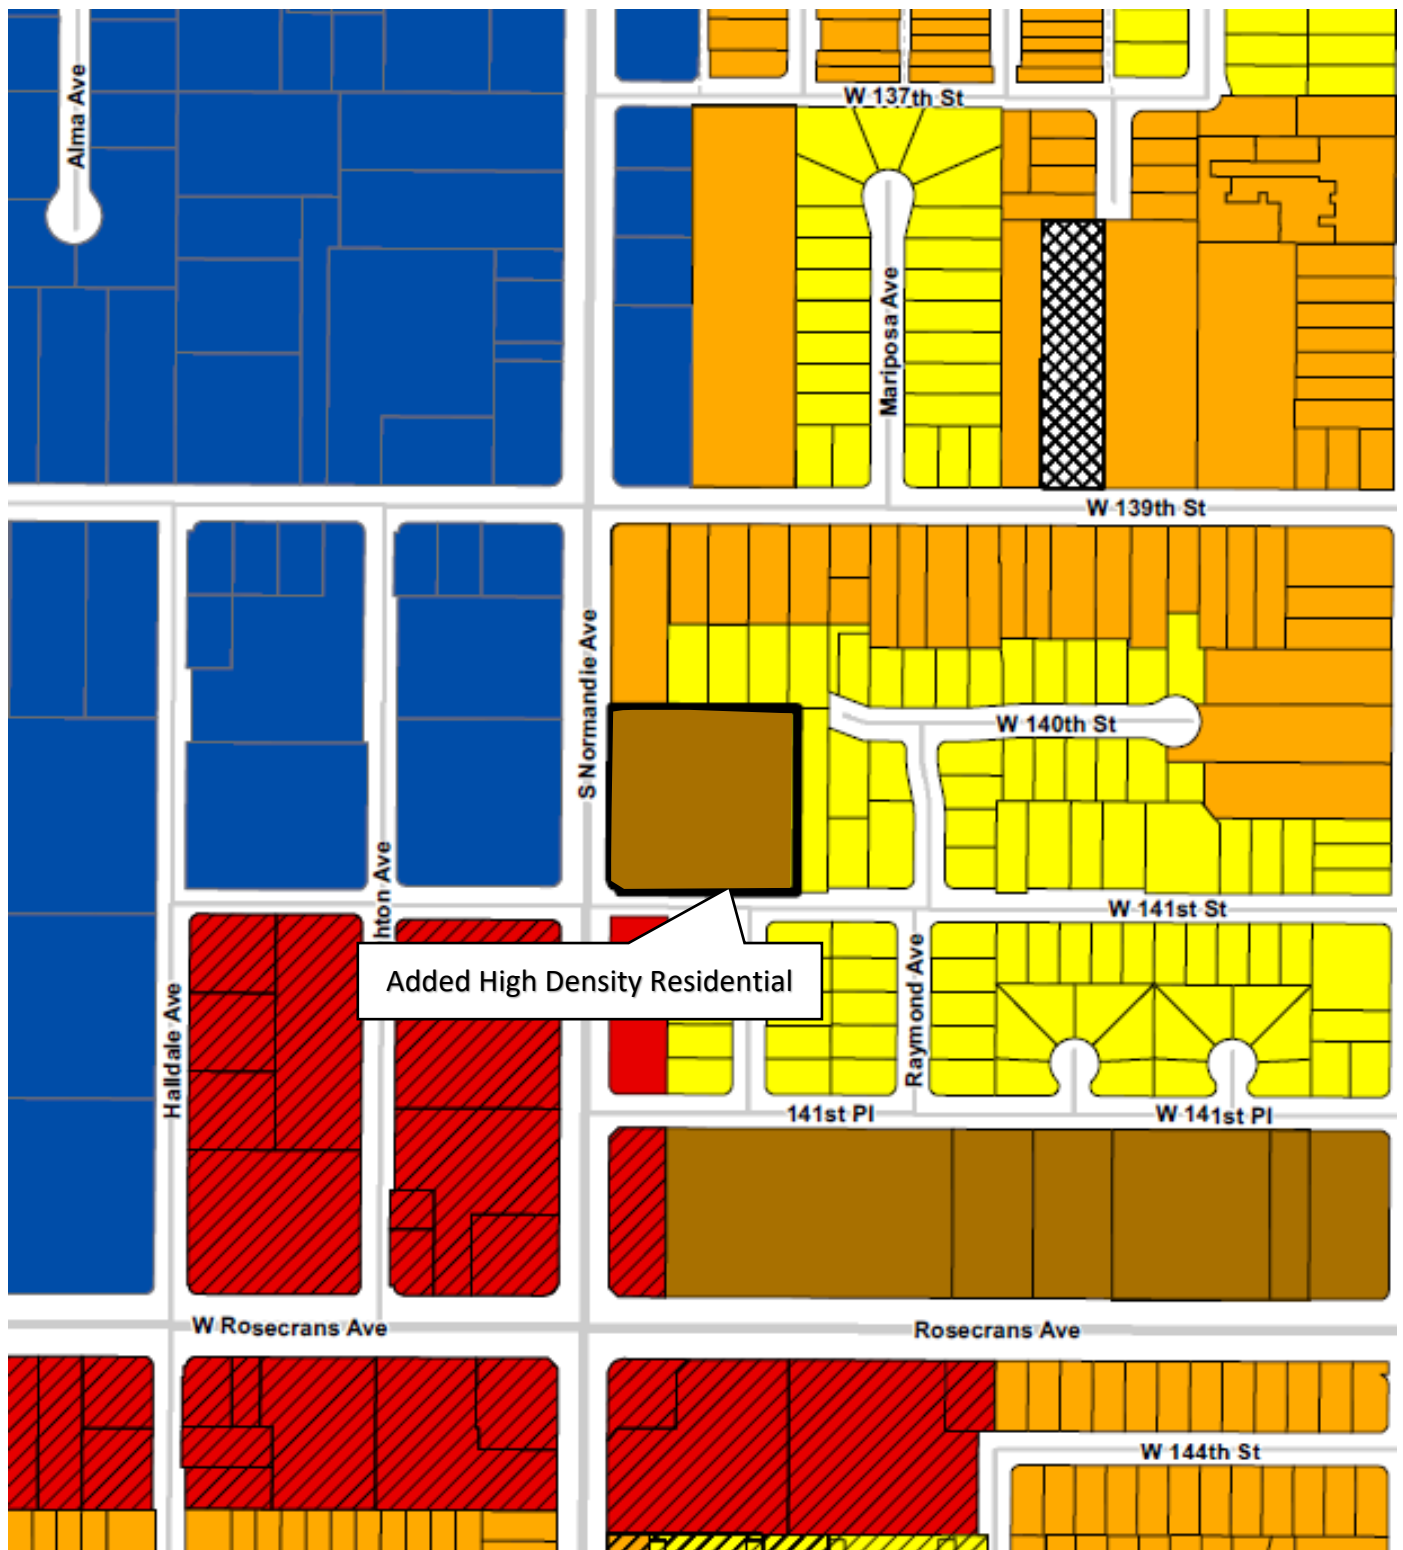 Alma Ave
W 137th St
Mariposa Ave
W 139th St
S Normandie Ave
W 140th St
hton Ave
W 141st St
Added High Density Residential
Raymond Ave
Halldale Ave
141st Pl
W 141st Pl
W Rosecrans Ave
Rosecrans Ave
W 144th St